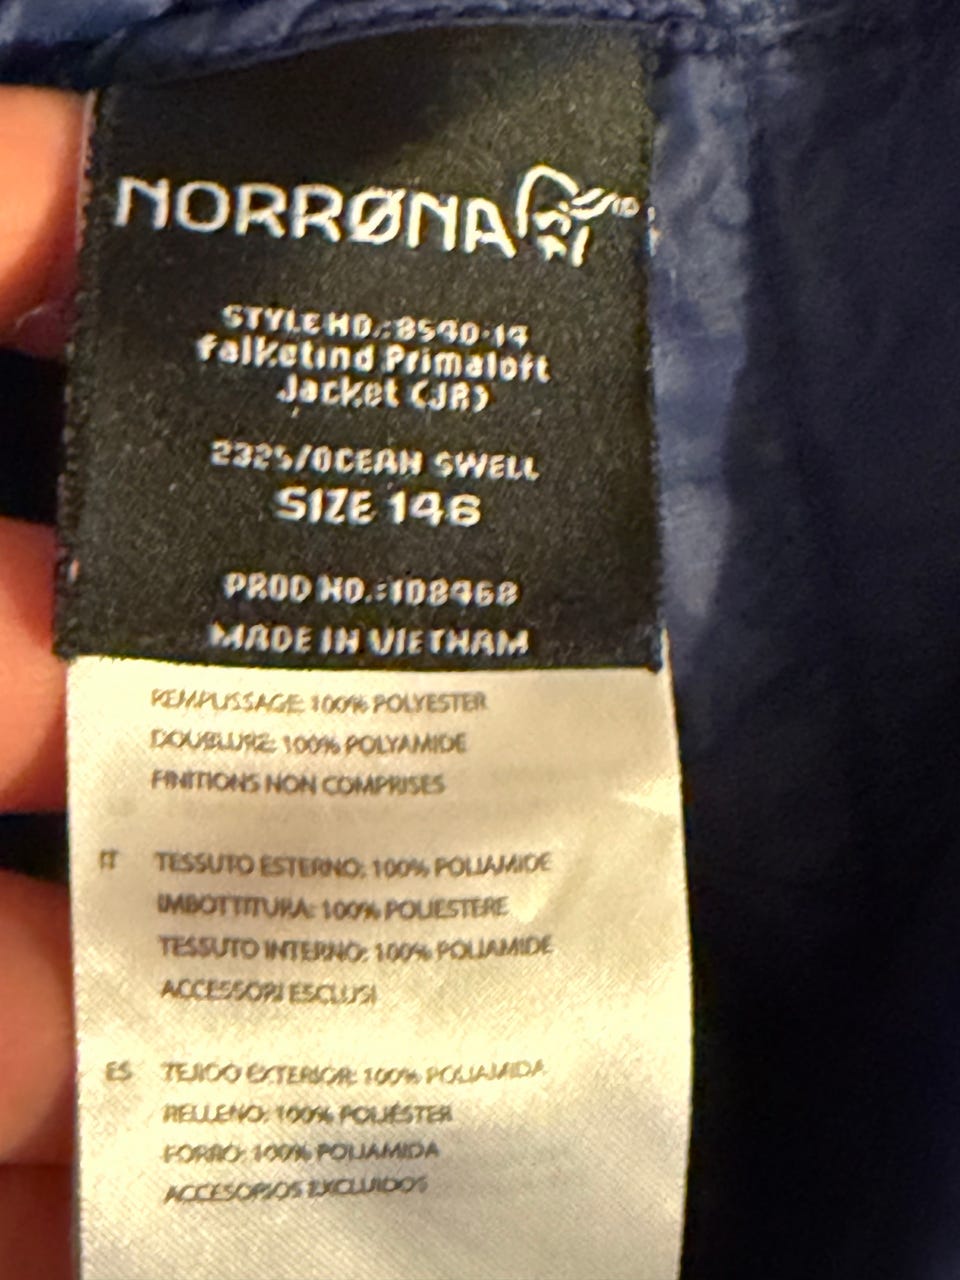 NORRØNA
STYLE NO.:8540-14
falketind Primaloft
Jacket (JR)
2325/OCEAN SWELL
SIZE 146
PROD NO.:108468
MADE IN VIETNAM
REMPLISSAGE: 100% POLYESTER
DOUBLURE: 100% POLYAMIDE
FINITIONS NON COMPRISES
IT TESSUTO ESTERNO: 100% POLIAMIDE
IMBOTTITURA: 100% POLIESTERE
TESSUTO INTERNO: 100% POLIAMIDE
ACCESSORI ESCLUSI
ES TEJIDO EXTERIOR: 100% POLIAMIDA
RELLENO: 100% POLIÉSTER
FORRO: 100% POLIAMIDA
ACCESORIOS EXCLUIDOS